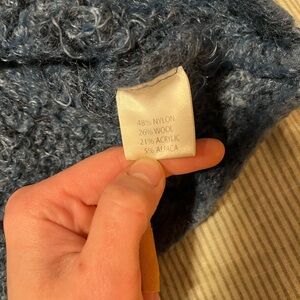 48% NYLON
26% WOOL
21% ACRYLIC
5% ALPACA